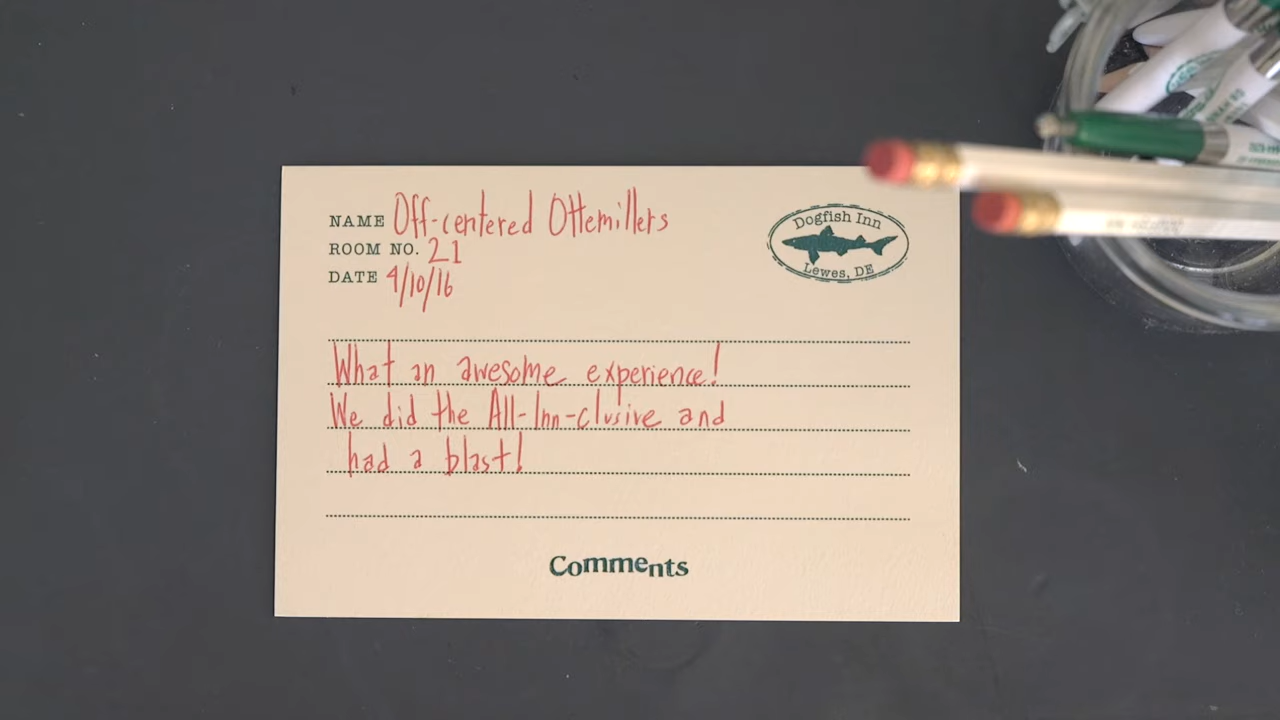 NAME Off-centered Ottemillers
ROOM NO. 21
DATE 4/10/16
Dogfish Inn
Lewes, DE
What an awesome experience!
We did the All-Inn-clusive and
had a blast!
Comments